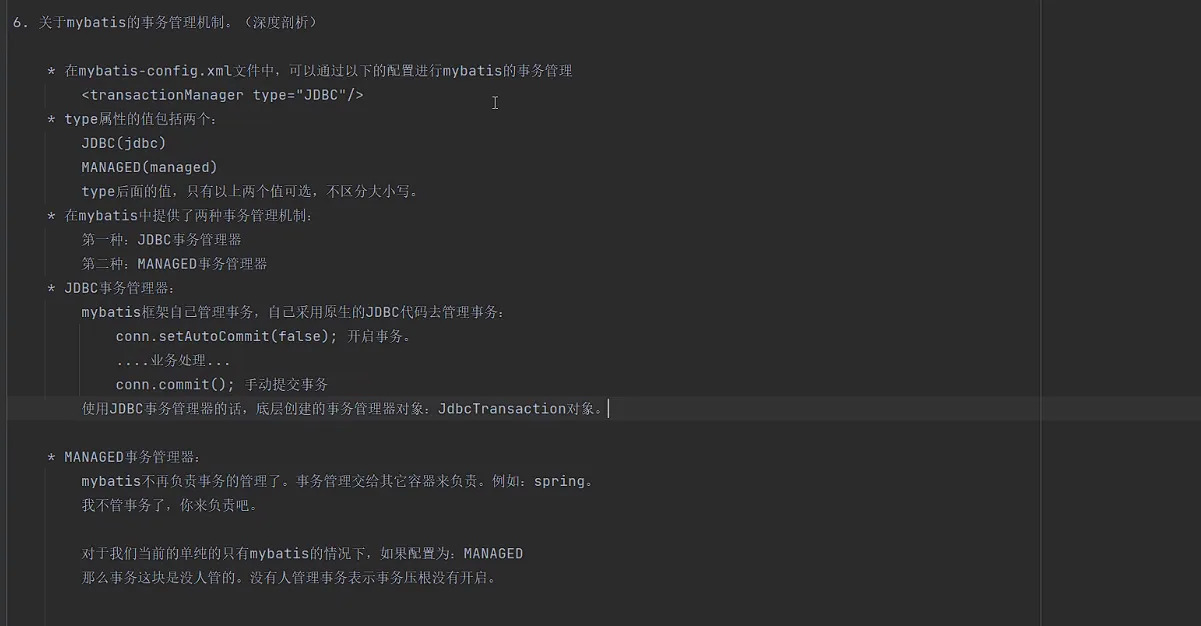 6. 关于mybatis的事务管理机制。（深度剖析）
* 在mybatis-config.xml文件中，可以通过以下的配置进行mybatis的事务管理
<transactionManager type="JDBC"/>
* type属性的值包括两个：
JDBC(jdbc)
MANAGED(managed)
type后面的值，只有以上两个值可选，不区分大小写。
* 在mybatis中提供了两种事务管理机制：
第一种：JDBC事务管理器
第二种：MANAGED事务管理器
* JDBC事务管理器：
mybatis框架自己管理事务，自己采用原生的JDBC代码去管理事务：
conn.setAutoCommit(false); 开启事务。
....业务处理...
conn.commit(); 手动提交事务
使用JDBC事务管理器的话，底层创建的事务管理器对象：JdbcTransaction对象。
* MANAGED事务管理器：
mybatis不再负责事务的管理了。事务管理交给其它容器来负责。例如：spring。
我不管事务了，你来负责吧。
对于我们当前的单纯的只有mybatis的情况下，如果配置为：MANAGED
那么事务这块是没人管的。没有人管理事务表示事务压根没有开启。